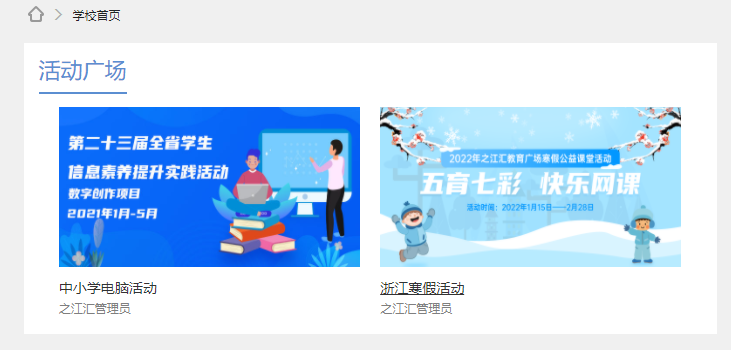 学校首页
活动广场
第二十三届全省学生
信息素养提升实践活动
数字创作项目
2021年1月-5月
2022年之江汇教育广场寒假公益课堂活动
五育七彩 快乐网课
活动时间：2022年1月15日——2月28日
中小学电脑活动
之江汇管理员
浙江寒假活动
之江汇管理员